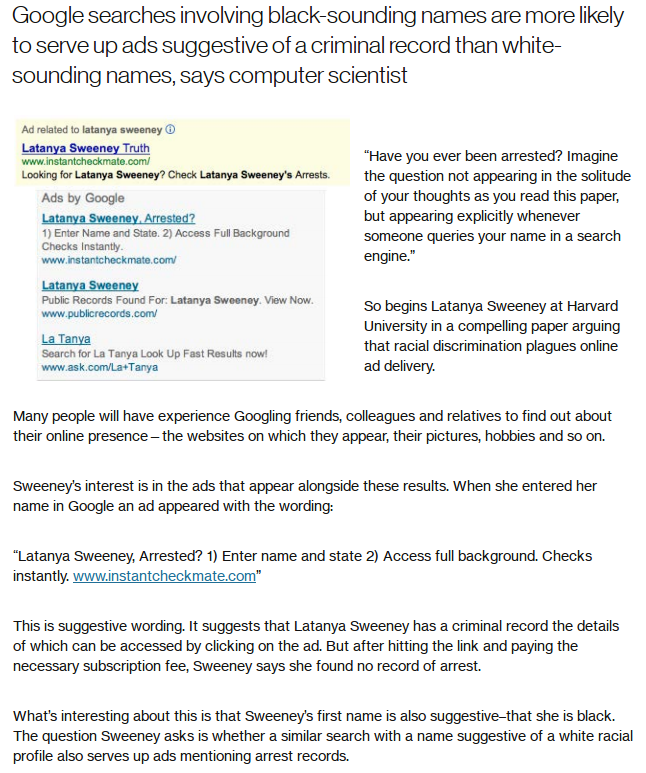 Google searches involving black-sounding names are more likely
to serve up ads suggestive of a criminal record than white-
sounding names, says computer scientist
Ad related to latanya sweeney ⓘ
Latanya Sweeney Truth
www.instantcheckmate.com/
Looking for Latanya Sweeney? Check Latanya Sweeney's Arrests.
Ads by Google
Latanya Sweeney, Arrested?
1) Enter Name and State. 2) Access Full Background
Checks Instantly.
www.instantcheckmate.com/
Latanya Sweeney
Public Records Found For: Latanya Sweeney. View Now.
www.publicrecords.com/
La Tanya
Search for La Tanya Look Up Fast Results now!
www.ask.com/La+Tanya
“Have you ever been arrested? Imagine
the question not appearing in the solitude
of your thoughts as you read this paper,
but appearing explicitly whenever
someone queries your name in a search
engine.”
So begins Latanya Sweeney at Harvard
University in a compelling paper arguing
that racial discrimination plagues online
ad delivery.
Many people will have experience Googling friends, colleagues and relatives to find out about
their online presence – the websites on which they appear, their pictures, hobbies and so on.
Sweeney’s interest is in the ads that appear alongside these results. When she entered her
name in Google an ad appeared with the wording:
“Latanya Sweeney, Arrested? 1) Enter name and state 2) Access full background. Checks
instantly. www.instantcheckmate.com”
This is suggestive wording. It suggests that Latanya Sweeney has a criminal record the details
of which can be accessed by clicking on the ad. But after hitting the link and paying the
necessary subscription fee, Sweeney says she found no record of arrest.
What’s interesting about this is that Sweeney’s first name is also suggestive–that she is black.
The question Sweeney asks is whether a similar search with a name suggestive of a white racial
profile also serves up ads mentioning arrest records.